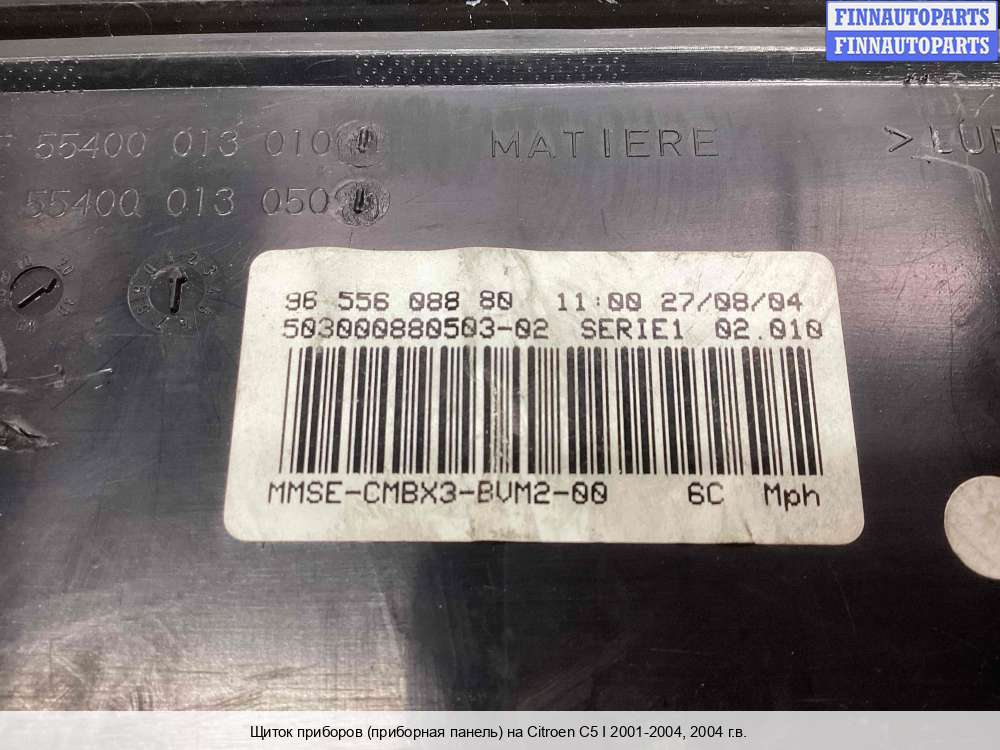 FINNAUTOPARTS
FINNAUTOPARTS
55400 013 010
MATIERE
55400 013 050
96 556 088 80 11:00 27/08/04
503000880503-02 SERIE1 02.010
MMSE-CMBX3-BVM2-00 6C Mph
Щиток приборов (приборная панель) на Citroen C5 I 2001-2004, 2004 г.в.